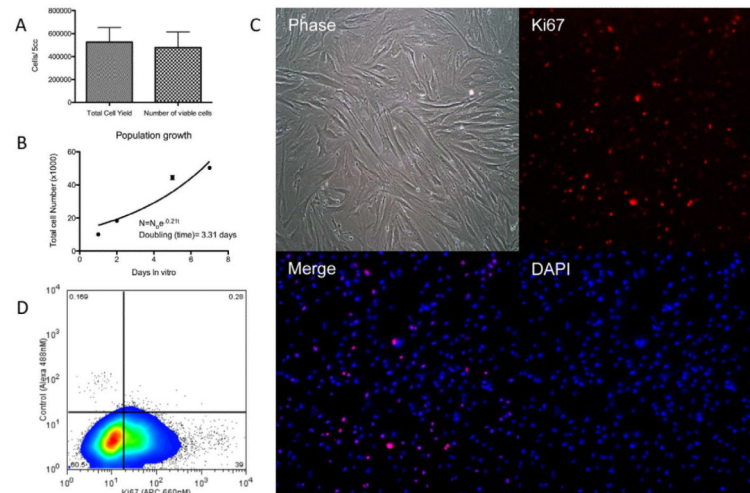 A
800000
600000
400000
200000
0
Cells/ 5cc
Total Cell Yield
Number of viable cells
B
Population growth
60
40
20
0
Total cell Number (x1000)
0 2 4 6 8
N=N₀e^-0.21t
Doubling (time)= 3.31 days
Days In vitro
C
Phase
Ki67
Merge
DAPI
D
10⁴
10³
10²
10¹
10⁰
Control (Alexa 488nM)
0.169
0.28
60.5
39
10⁰ 10¹ 10² 10³ 10⁴
Ki67 (APC 660nM)